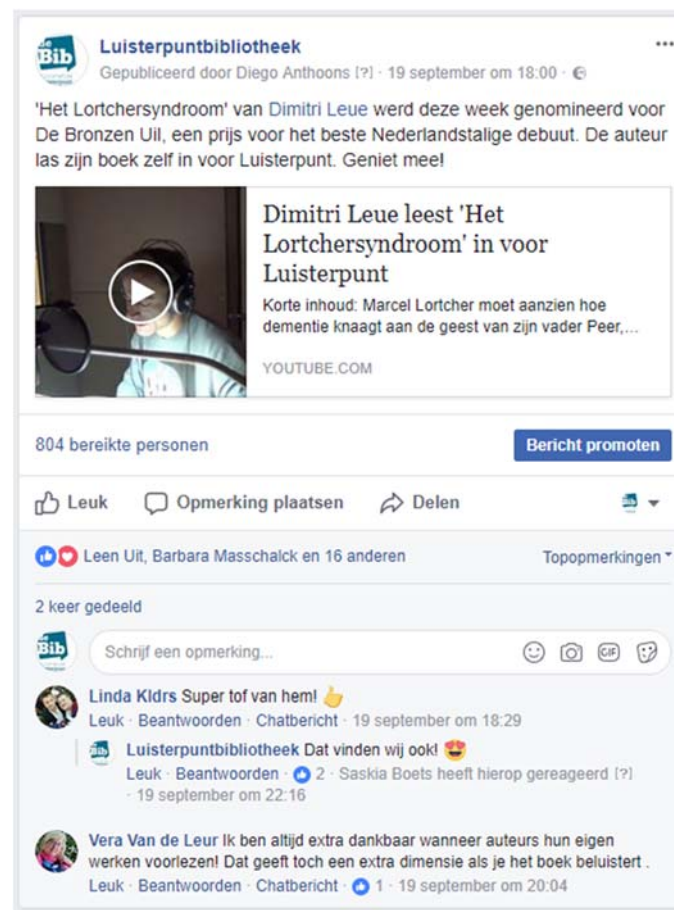 de
Bib
Luisterpuntbibliotheek
Gepubliceerd door Diego Anthoons [?] · 19 september om 18:00 ·
'Het Lortchersyndroom' van Dimitri Leue werd deze week genomineerd voor
De Bronzen Uil, een prijs voor het beste Nederlandstalige debuut. De auteur
las zijn boek zelf in voor Luisterpunt. Geniet mee!
Dimitri Leue leest 'Het
Lortchersyndroom' in voor
Luisterpunt
Korte inhoud: Marcel Lortcher moet aanzien hoe
dementie knaagt aan de geest van zijn vader Peer,...
YOUTUBE.COM
804 bereikte personen
Bericht promoten
Leuk Opmerking plaatsen Delen
Leen Uit, Barbara Masschalck en 16 anderen Topopmerkingen
2 keer gedeeld
Bib
Schrijf een opmerking... GIF
Linda Kldrs Super tof van hem! 👍
Leuk · Beantwoorden · Chatbericht · 19 september om 18:29
Bib
Luisterpuntbibliotheek Dat vinden wij ook! 😍
Leuk · Beantwoorden · 2 · Saskia Boets heeft hierop gereageerd [?]
· 19 september om 22:16
Vera Van de Leur Ik ben altijd extra dankbaar wanneer auteurs hun eigen
werken voorlezen! Dat geeft toch een extra dimensie als je het boek beluistert .
Leuk · Beantwoorden · Chatbericht · 1 · 19 september om 20:04